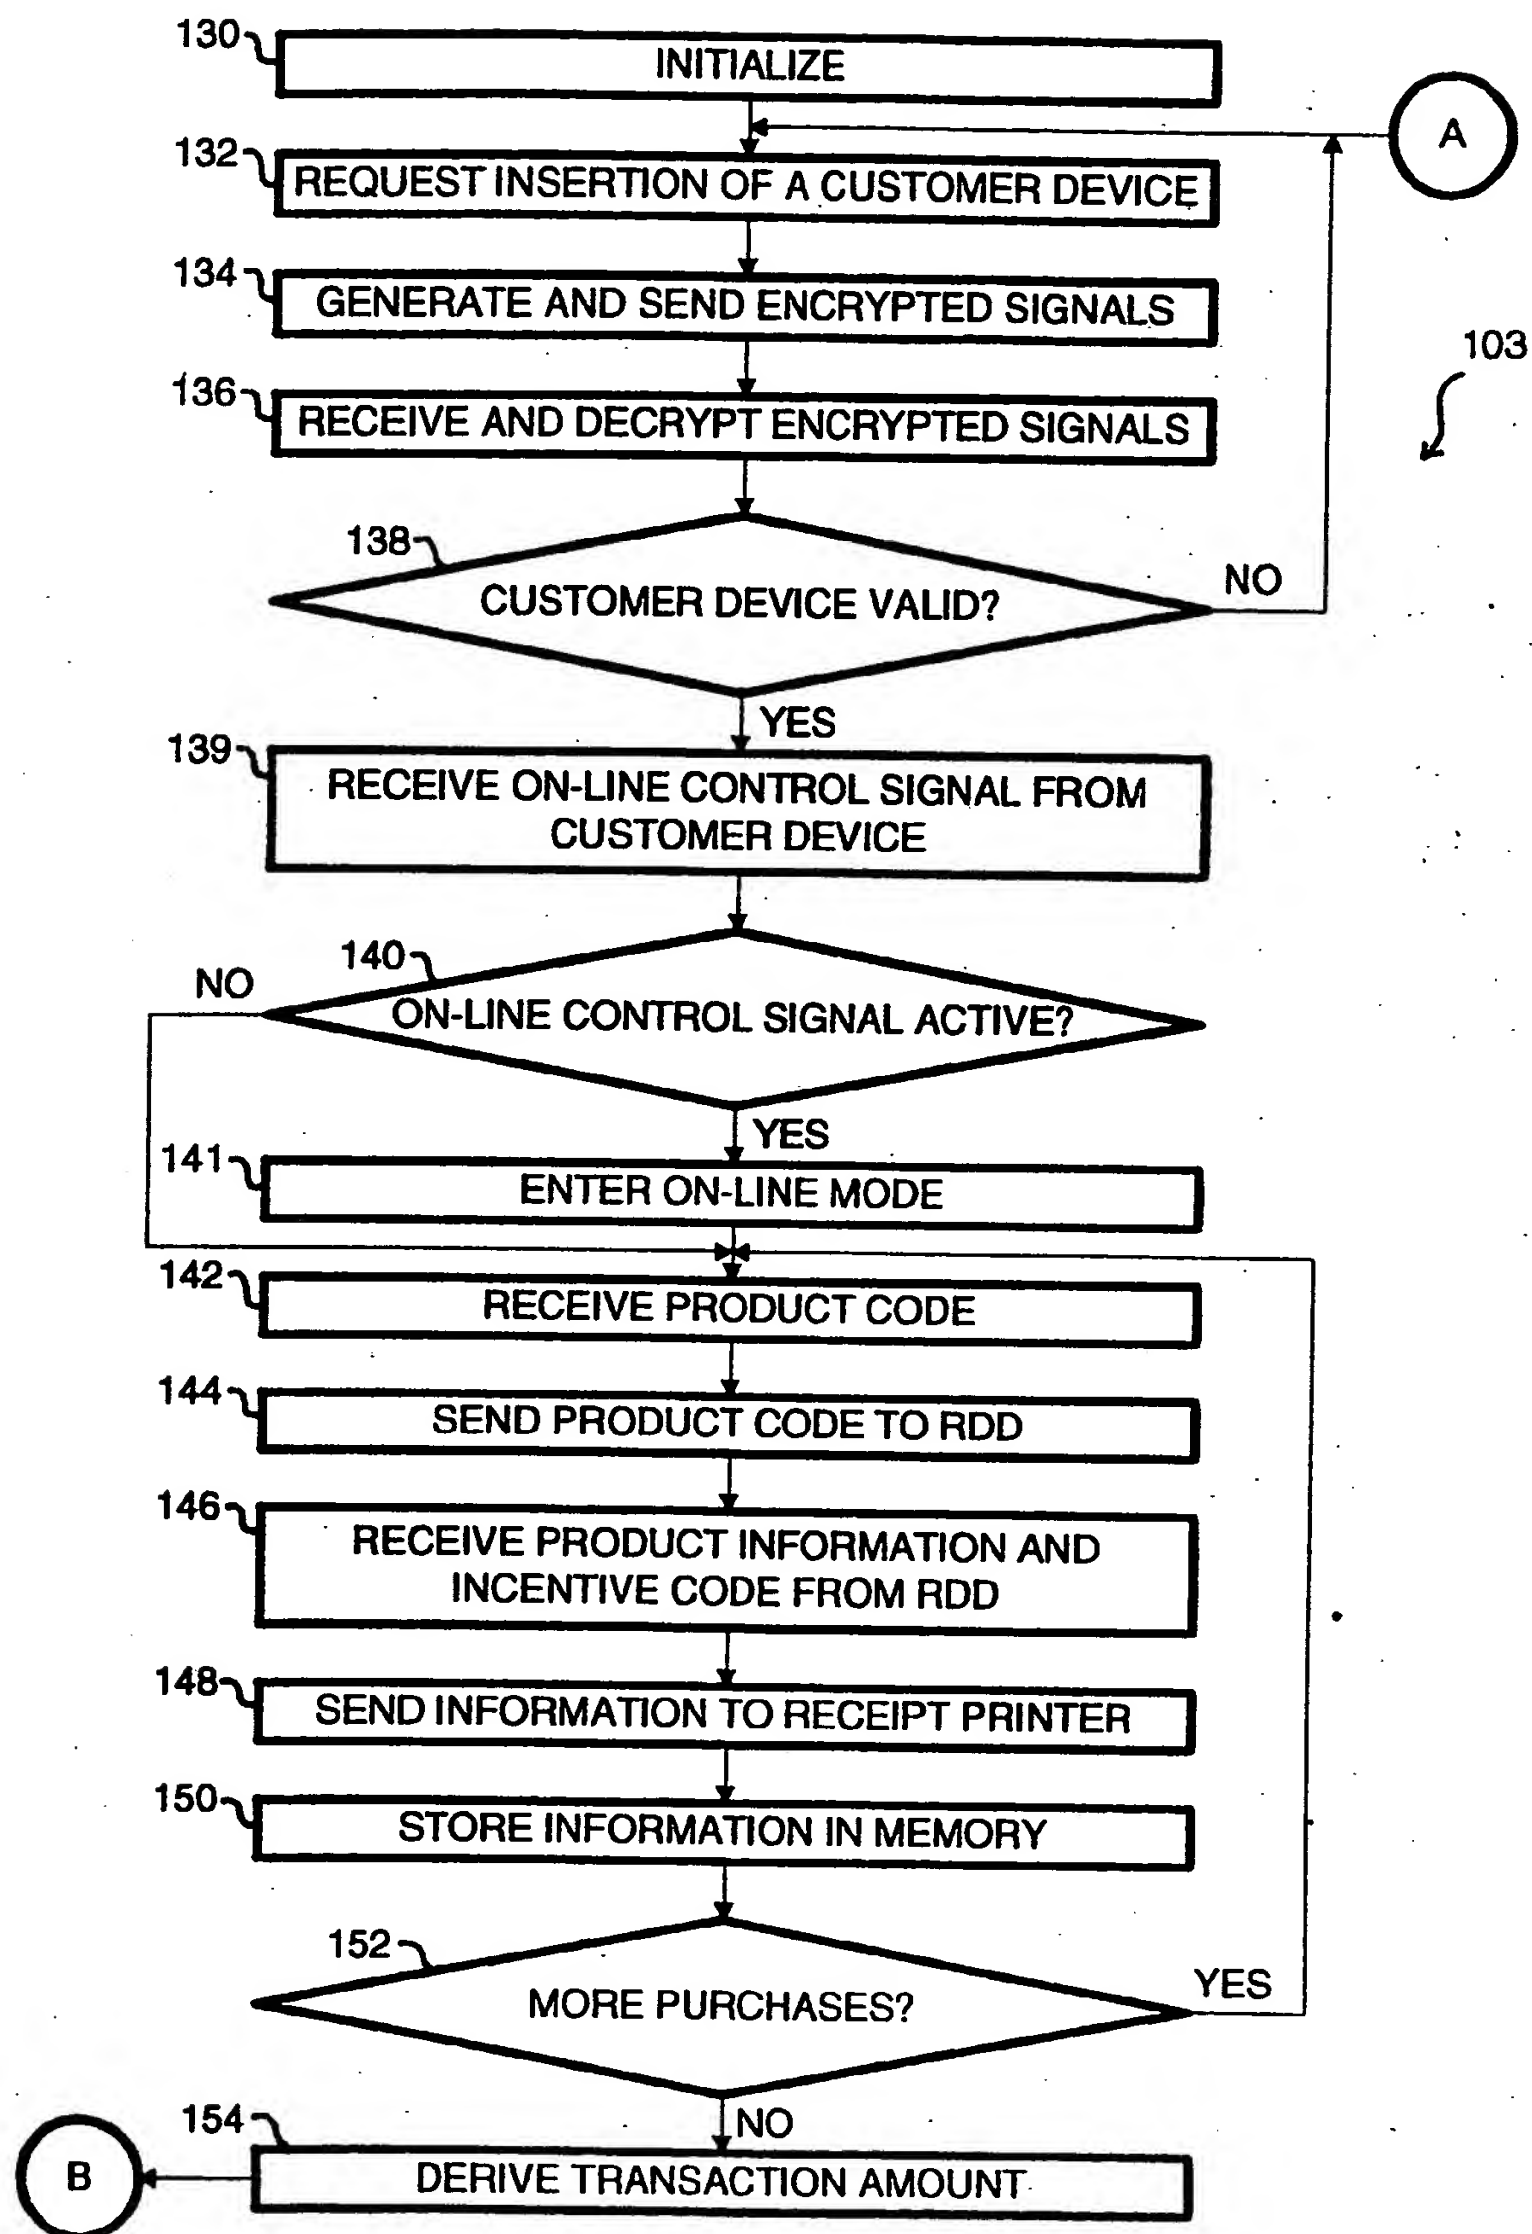 130
INITIALIZE
A
132
REQUEST INSERTION OF A CUSTOMER DEVICE
134
GENERATE AND SEND ENCRYPTED SIGNALS
103
136
RECEIVE AND DECRYPT ENCRYPTED SIGNALS
138
CUSTOMER DEVICE VALID?
NO
YES
139
RECEIVE ON-LINE CONTROL SIGNAL FROM
CUSTOMER DEVICE
140
NO
ON-LINE CONTROL SIGNAL ACTIVE?
YES
141
ENTER ON-LINE MODE
142
RECEIVE PRODUCT CODE
144
SEND PRODUCT CODE TO RDD
146
RECEIVE PRODUCT INFORMATION AND
INCENTIVE CODE FROM RDD
148
SEND INFORMATION TO RECEIPT PRINTER
150
STORE INFORMATION IN MEMORY
152
MORE PURCHASES?
YES
NO
154
DERIVE TRANSACTION AMOUNT
B